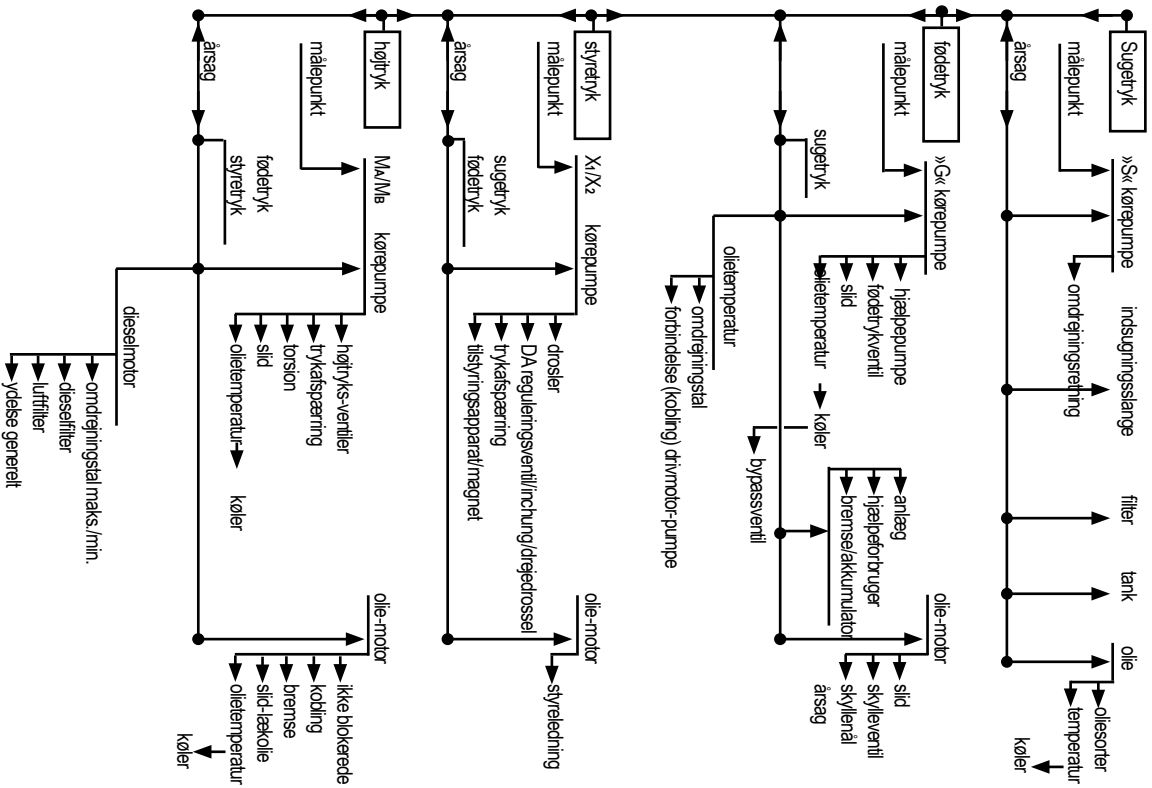 Sugetryk
målepunkt
årsag
»S« kørepumpe
omdrejningsretning
indsugningsslange
filter
tank
olie
oliesorter
temperatur
køler
fødetryk
målepunkt
sugetryk
»G« kørepumpe
hjælpepumpe
fødetrykventil
slid
olietemperatur
køler
bypassventil
olietemperatur
omdrejningstal
forbindelse (kobling) drivmotor-pumpe
anlæg
hjælpeforbruger
bremse/akkumulator
olie-motor
slid
skylleventil
skyllenål
årsag
styretryk
målepunkt
årsag
X1/X2 kørepumpe
sugetryk
fødetryk
drosler
DA reguleringsventil/inchung/drejedrossel
trykafspærring
tilstyringsapparat/magnet
olie-motor
styreledning
højtryk
målepunkt
årsag
MA/MB kørepumpe
fødetryk
styretryk
højtryks-ventiler
trykafspærring
torsion
slid
olietemperatur
køler
dieselmotor
omdrejningstal maks./min.
dieselfilter
luftfilter
ydelse generelt
olie-motor
ikke blokerede
kobling
bremse
slid-lækolie
olietemperatur
køler